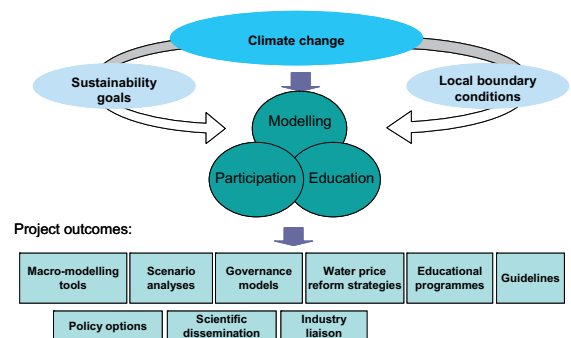 Climate change
Sustainability
goals
Local boundary
conditions
Modelling
Participation
Education
Project outcomes:
Macro-modelling
tools
Scenario
analyses
Governance
models
Water price
reform strategies
Educational
programmes
Guidelines
Policy options
Scientific
dissemination
Industry
liaison